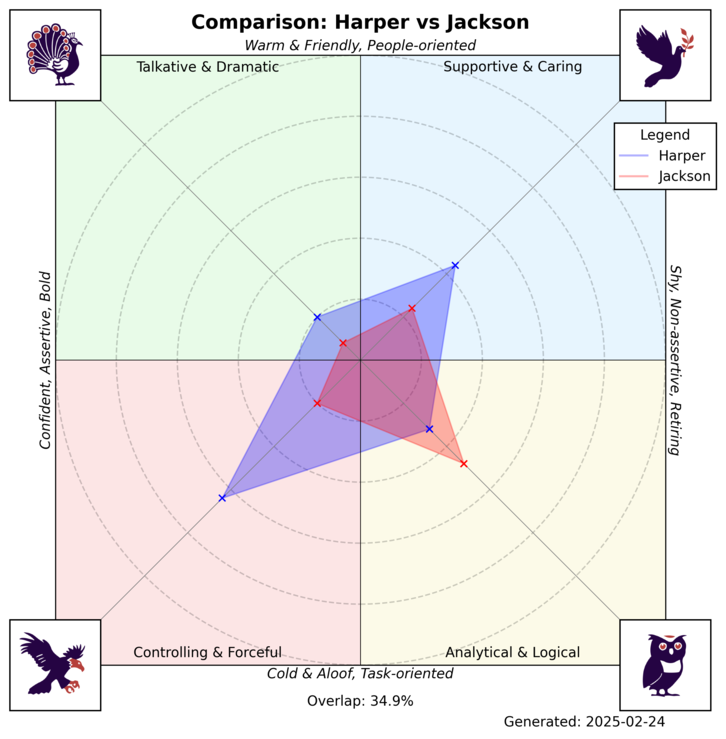 Comparison: Harper vs Jackson
Warm & Friendly, People-oriented
Talkative & Dramatic
Supportive & Caring
Legend
Harper
Jackson
Confident, Assertive, Bold
Shy, Non-assertive, Retiring
Controlling & Forceful
Analytical & Logical
Cold & Aloof, Task-oriented
Overlap: 34.9%
Generated: 2025-02-24